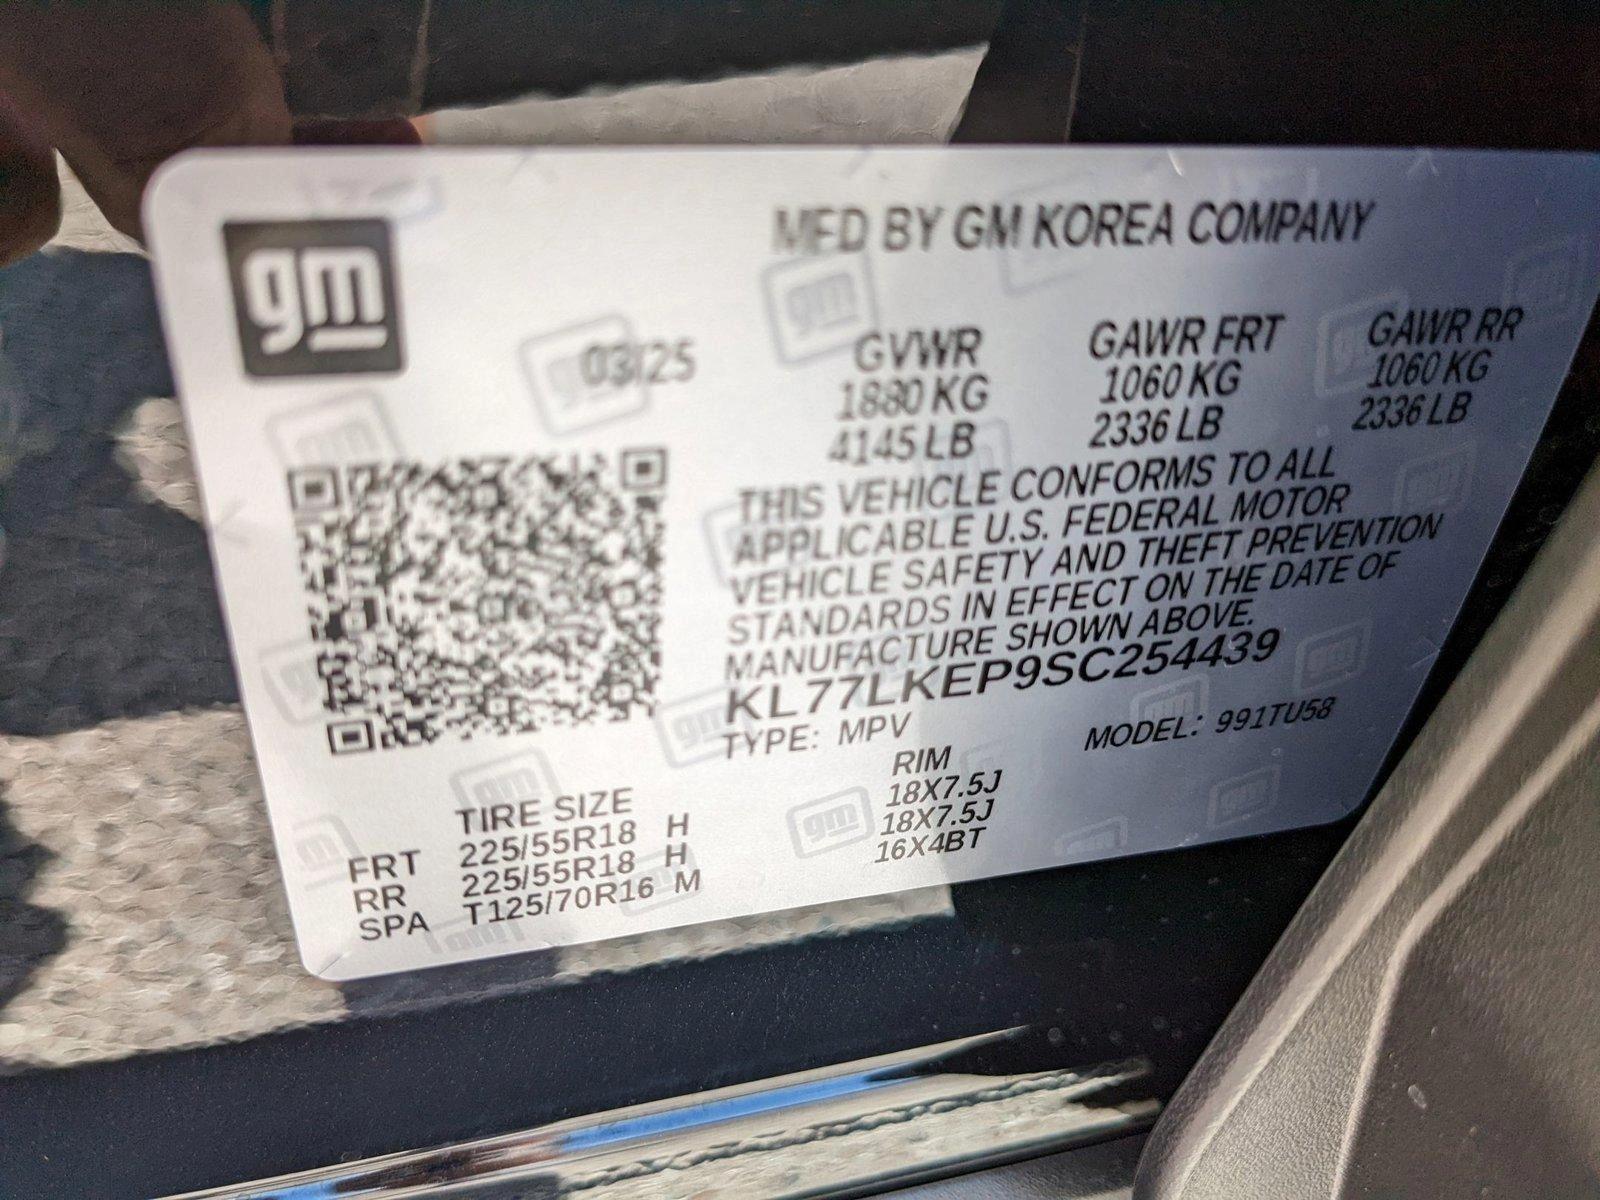 gm
MFD BY GM KOREA COMPANY
03/25
GVWR GAWR FRT GAWR RR
1880 KG 1060 KG 1060 KG
4145 LB 2336 LB 2336 LB
THIS VEHICLE CONFORMS TO ALL
APPLICABLE U.S. FEDERAL MOTOR
VEHICLE SAFETY AND THEFT PREVENTION
STANDARDS IN EFFECT ON THE DATE OF
MANUFACTURE SHOWN ABOVE.
KL77LKEP9SC254439
TYPE: MPV MODEL: 991TU58
TIRE SIZE RIM
FRT 225/55R18 H 18X7.5J
RR 225/55R18 H 18X7.5J
SPA T125/70R16 M 16X4BT